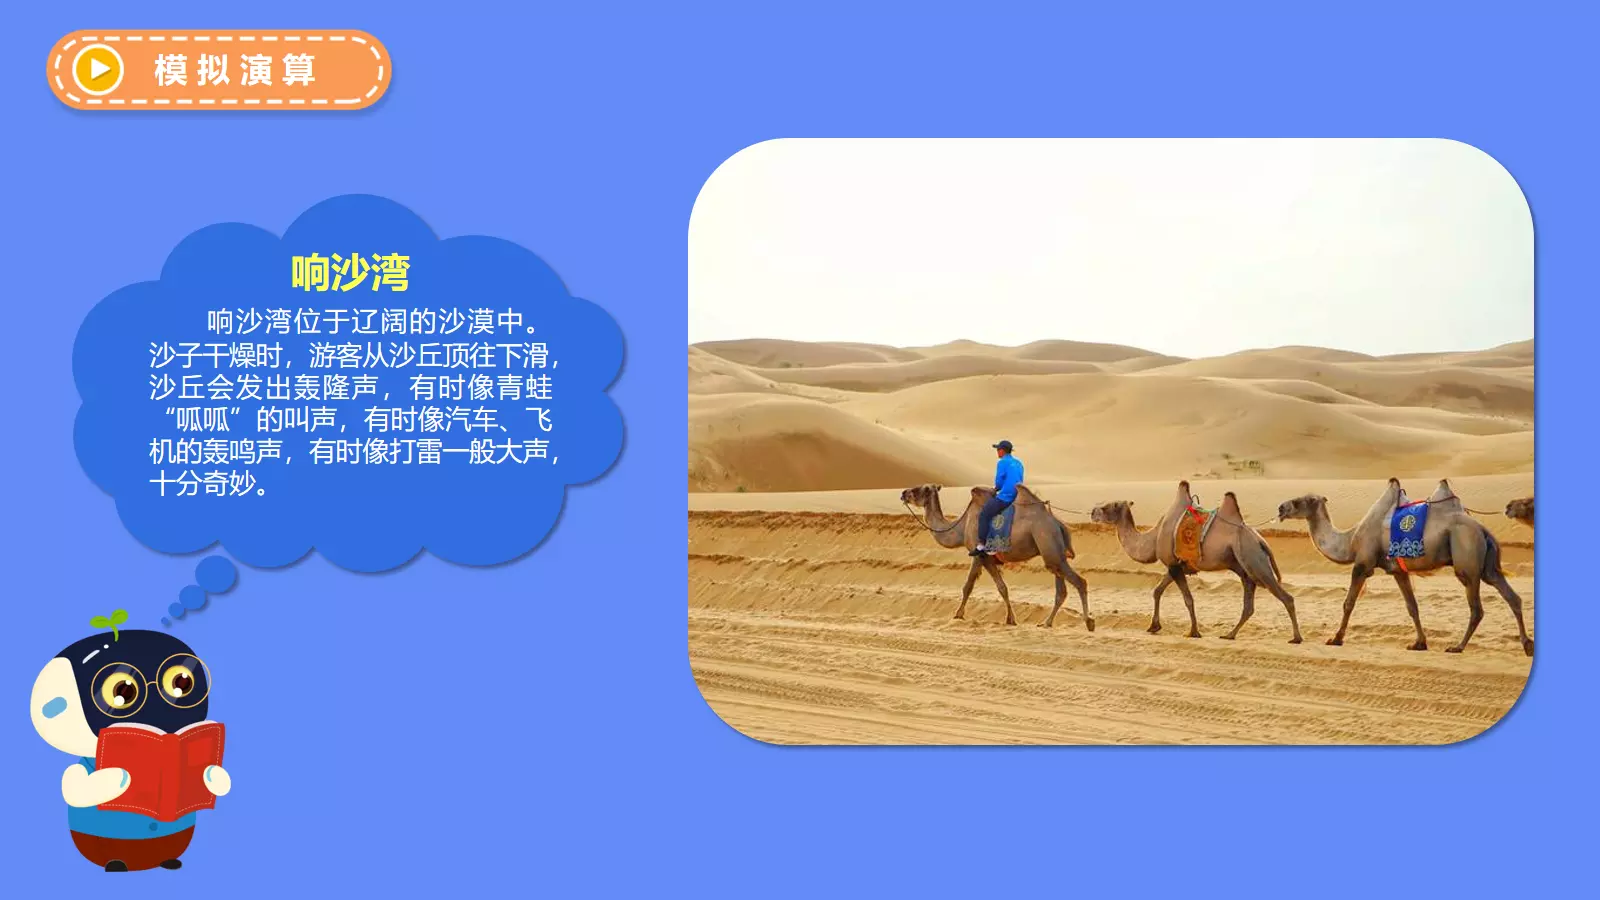 模拟演算
响沙湾
响沙湾位于辽阔的沙漠中。
沙子干燥时，游客从沙丘顶往下滑，
沙丘会发出轰隆声，有时像青蛙
“呱呱”的叫声，有时像汽车、飞
机的轰鸣声，有时像打雷一般大声，
十分奇妙。